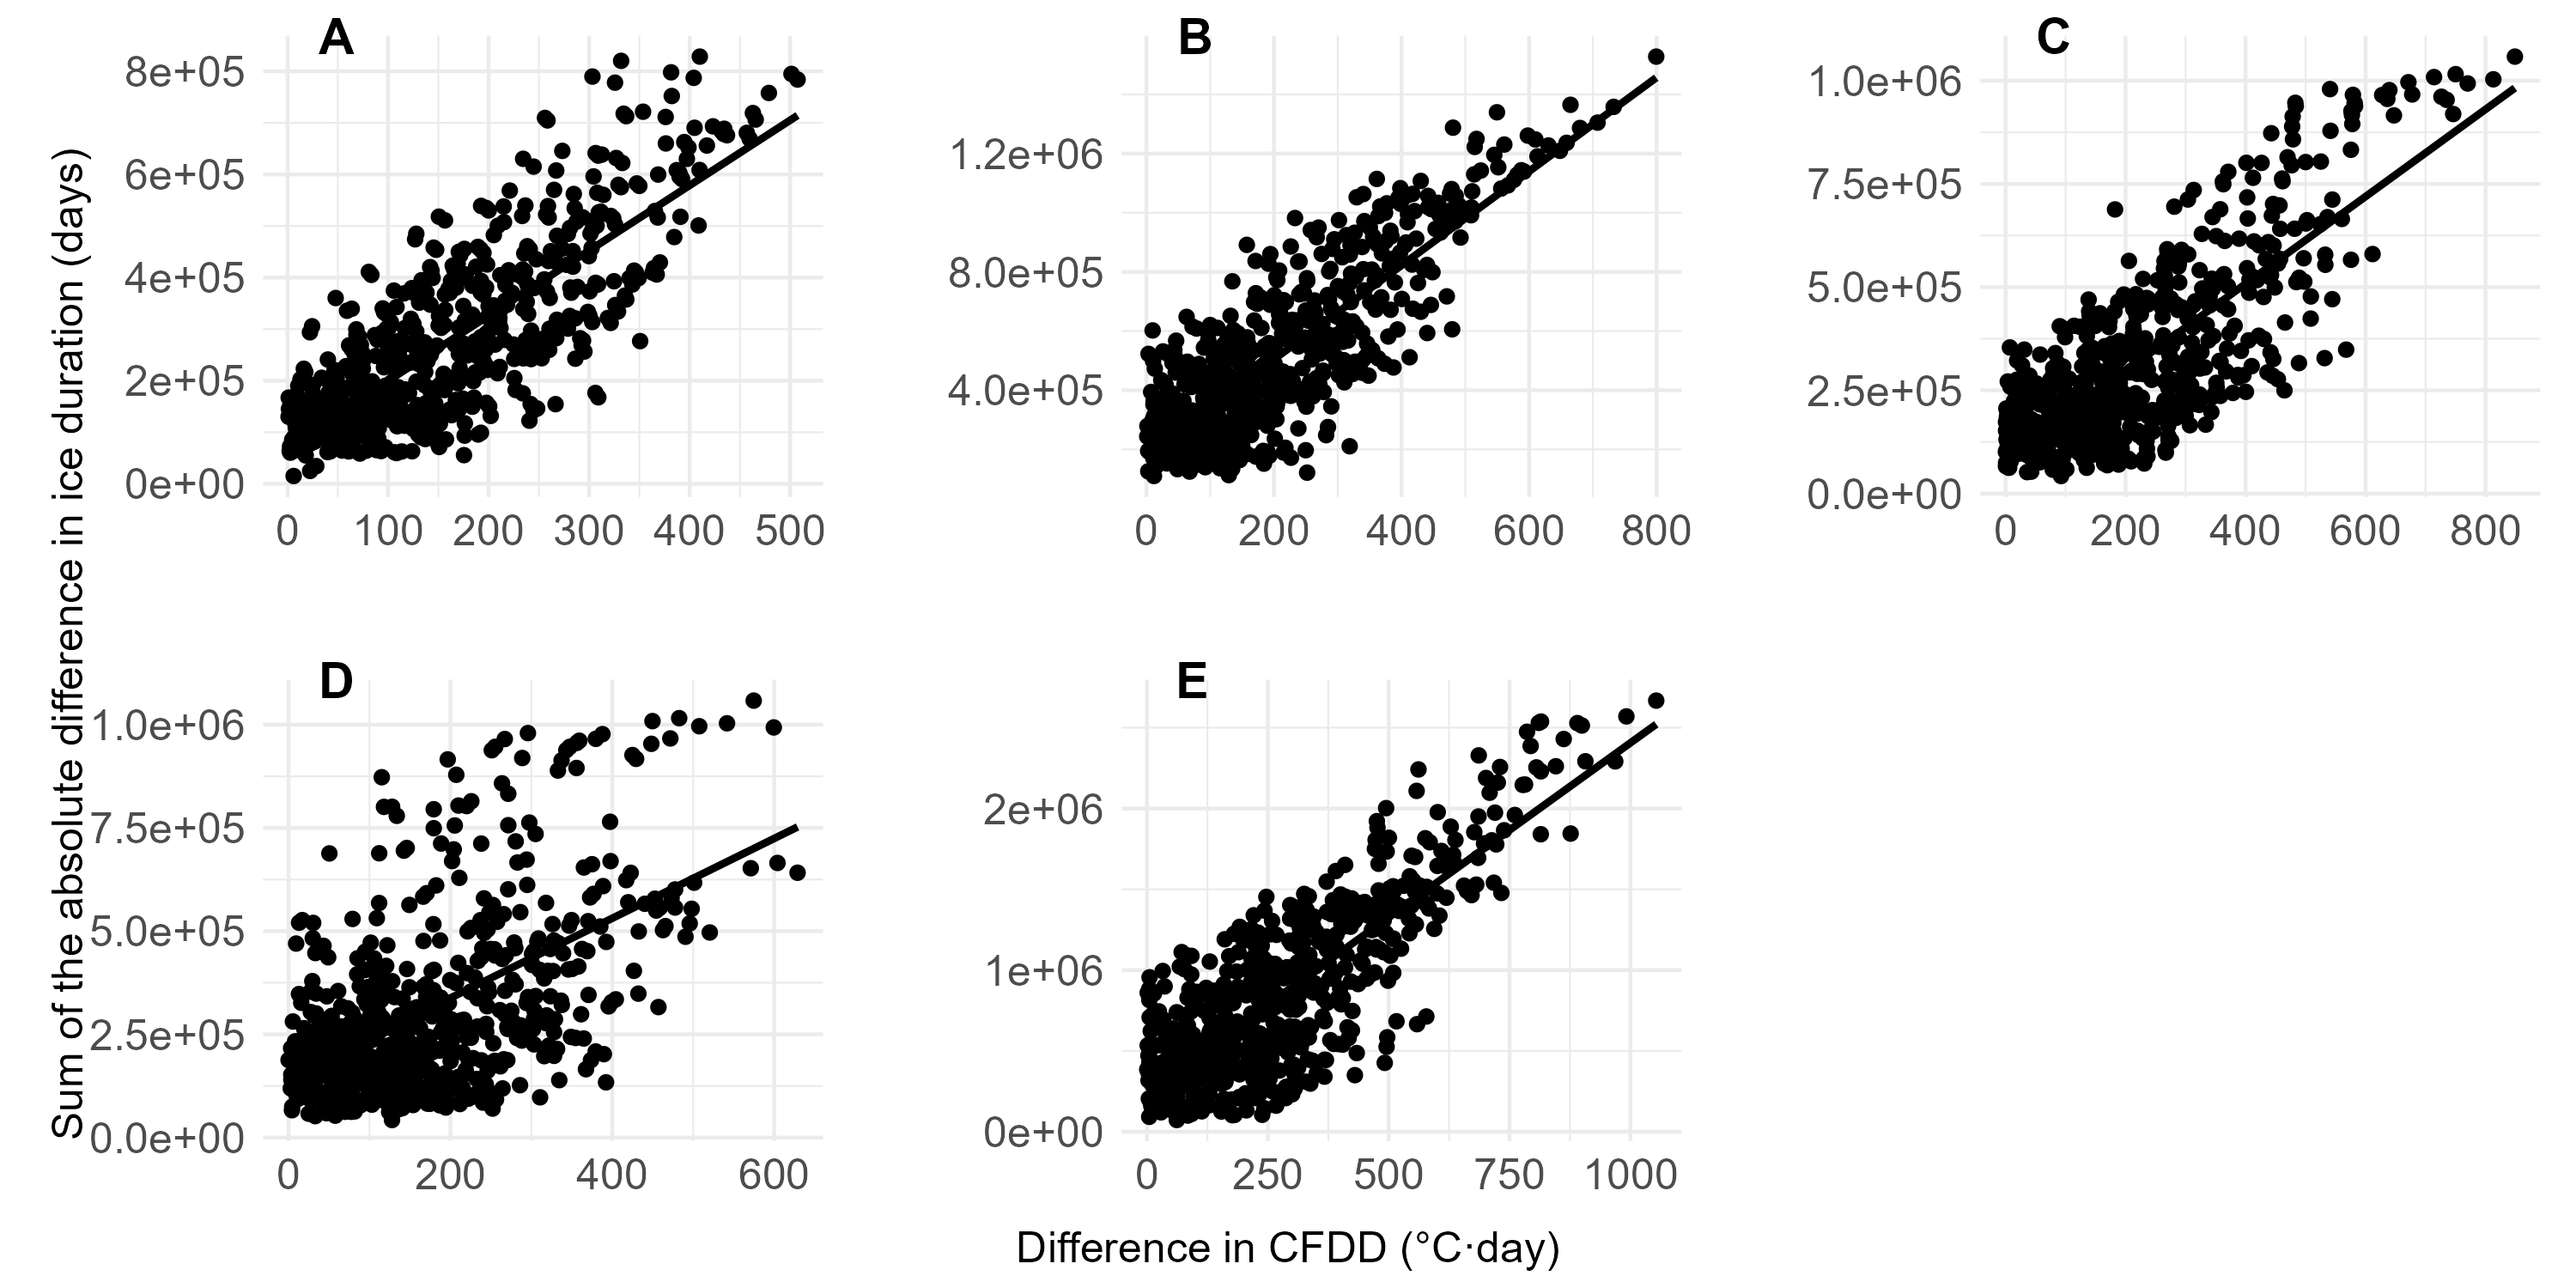 A
8e+05
6e+05
4e+05
2e+05
0e+00
0 100 200 300 400 500
B
1.2e+06
8.0e+05
4.0e+05
0 200 400 600 800
C
1.0e+06
7.5e+05
5.0e+05
2.5e+05
0.0e+00
0 200 400 600 800
Sum of the absolute difference in ice duration (days)
D
1.0e+06
7.5e+05
5.0e+05
2.5e+05
0.0e+00
0 200 400 600
E
2e+06
1e+06
0e+00
0 250 500 750 1000
Difference in CFDD (°C·day)